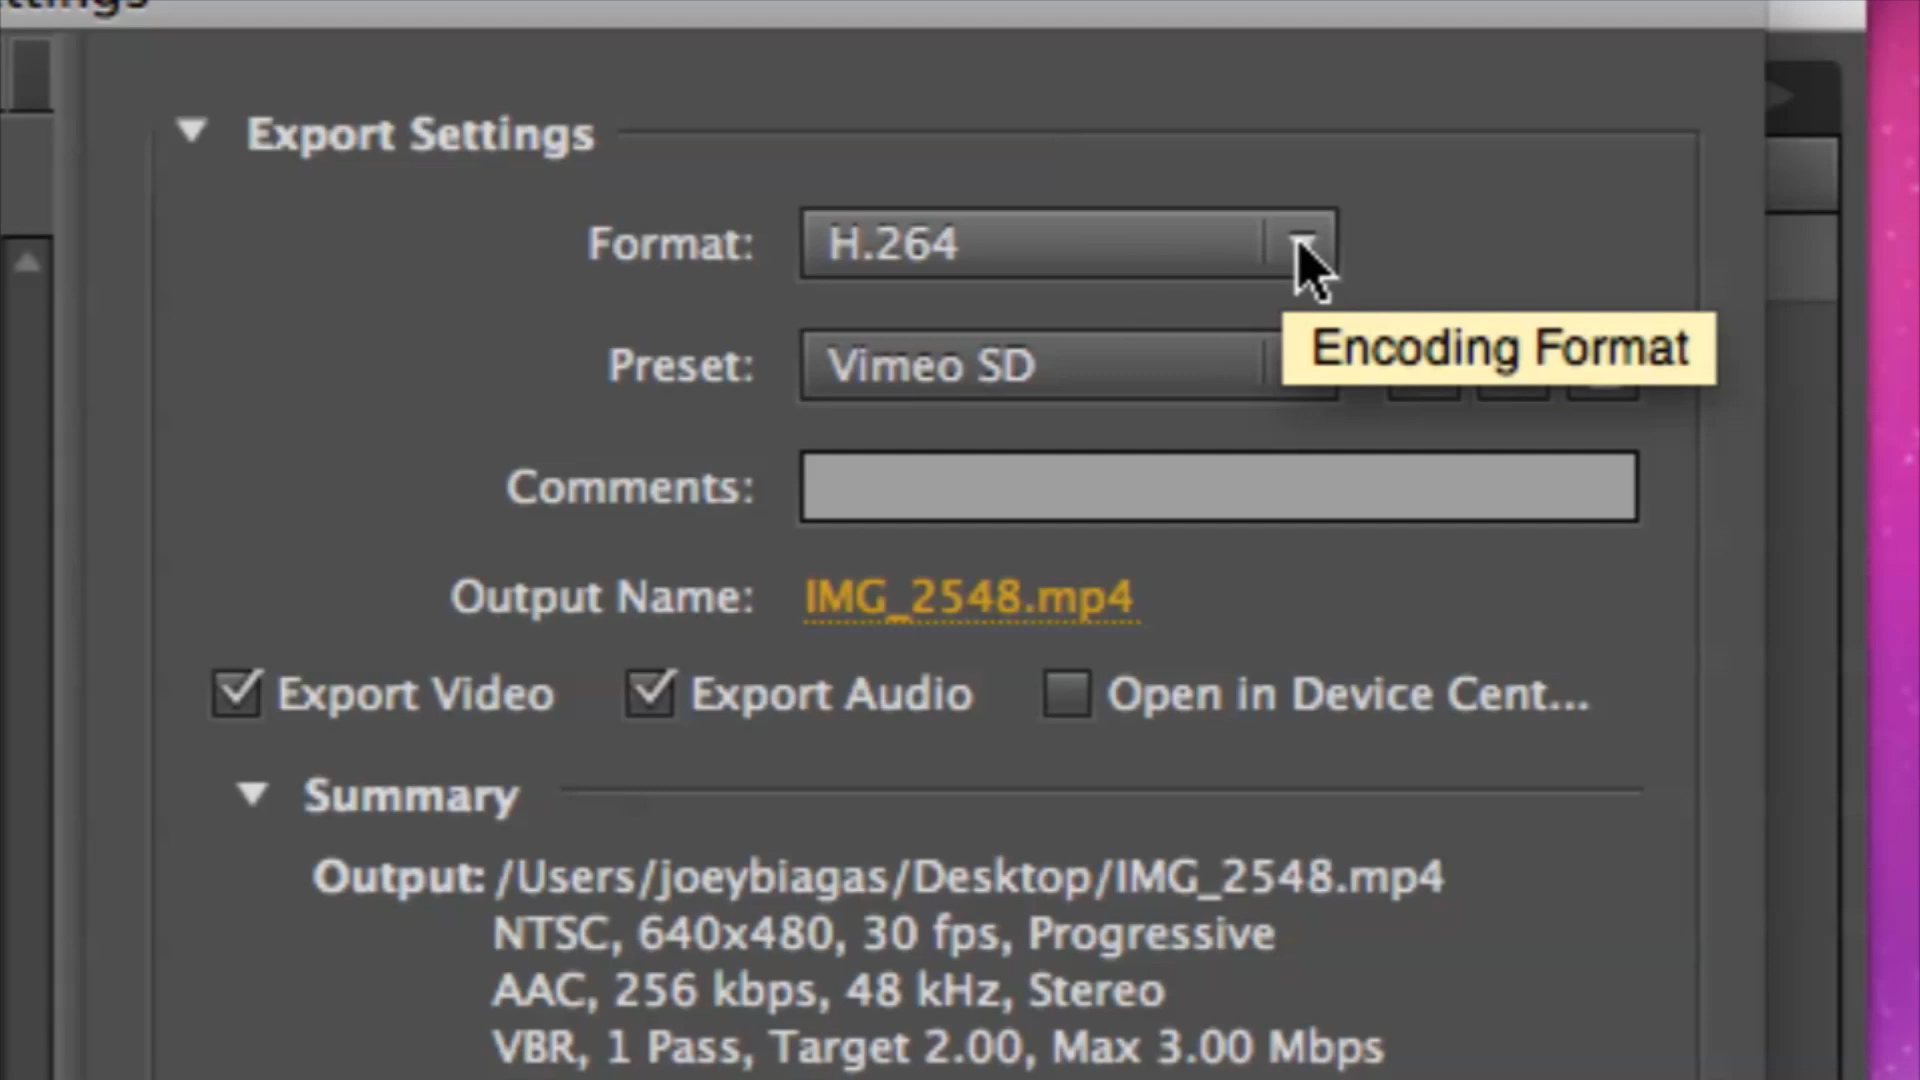 Export Settings
Format: H.264
Encoding Format
Preset: Vimeo SD
Comments:
Output Name: IMG_2548.mp4
Export Video Export Audio Open in Device Cent...
Summary
Output: /Users/joeybiagas/Desktop/IMG_2548.mp4
NTSC, 640x480, 30 fps, Progressive
AAC, 256 kbps, 48 kHz, Stereo
VBR, 1 Pass, Target 2.00, Max 3.00 Mbps